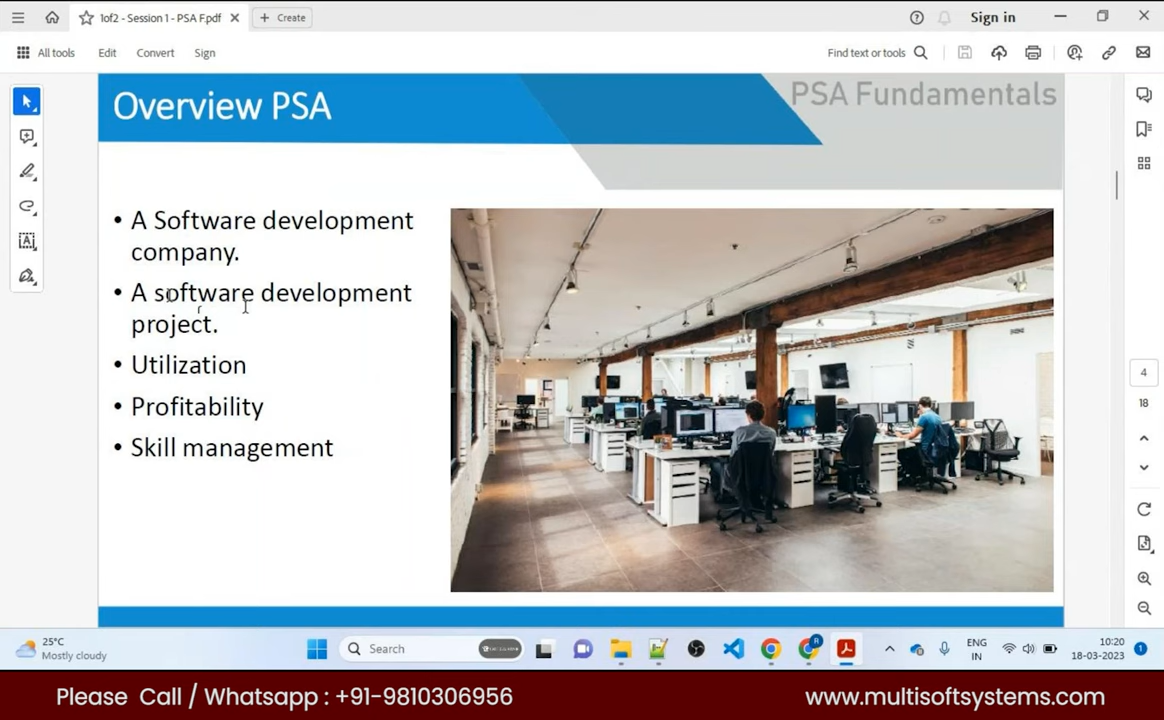 1of2 - Session 1 - PSA F.pdf
Create
Sign in
All tools
Edit
Convert
Sign
Find text or tools
Overview PSA
PSA Fundamentals
• A Software development
company.
• A software development
project.
• Utilization
• Profitability
• Skill management
4
18
25°C
Mostly cloudy
Search
ENG
IN
10:20
18-03-2023
1
Please Call / Whatsapp : +91-9810306956
www.multisoftsystems.com